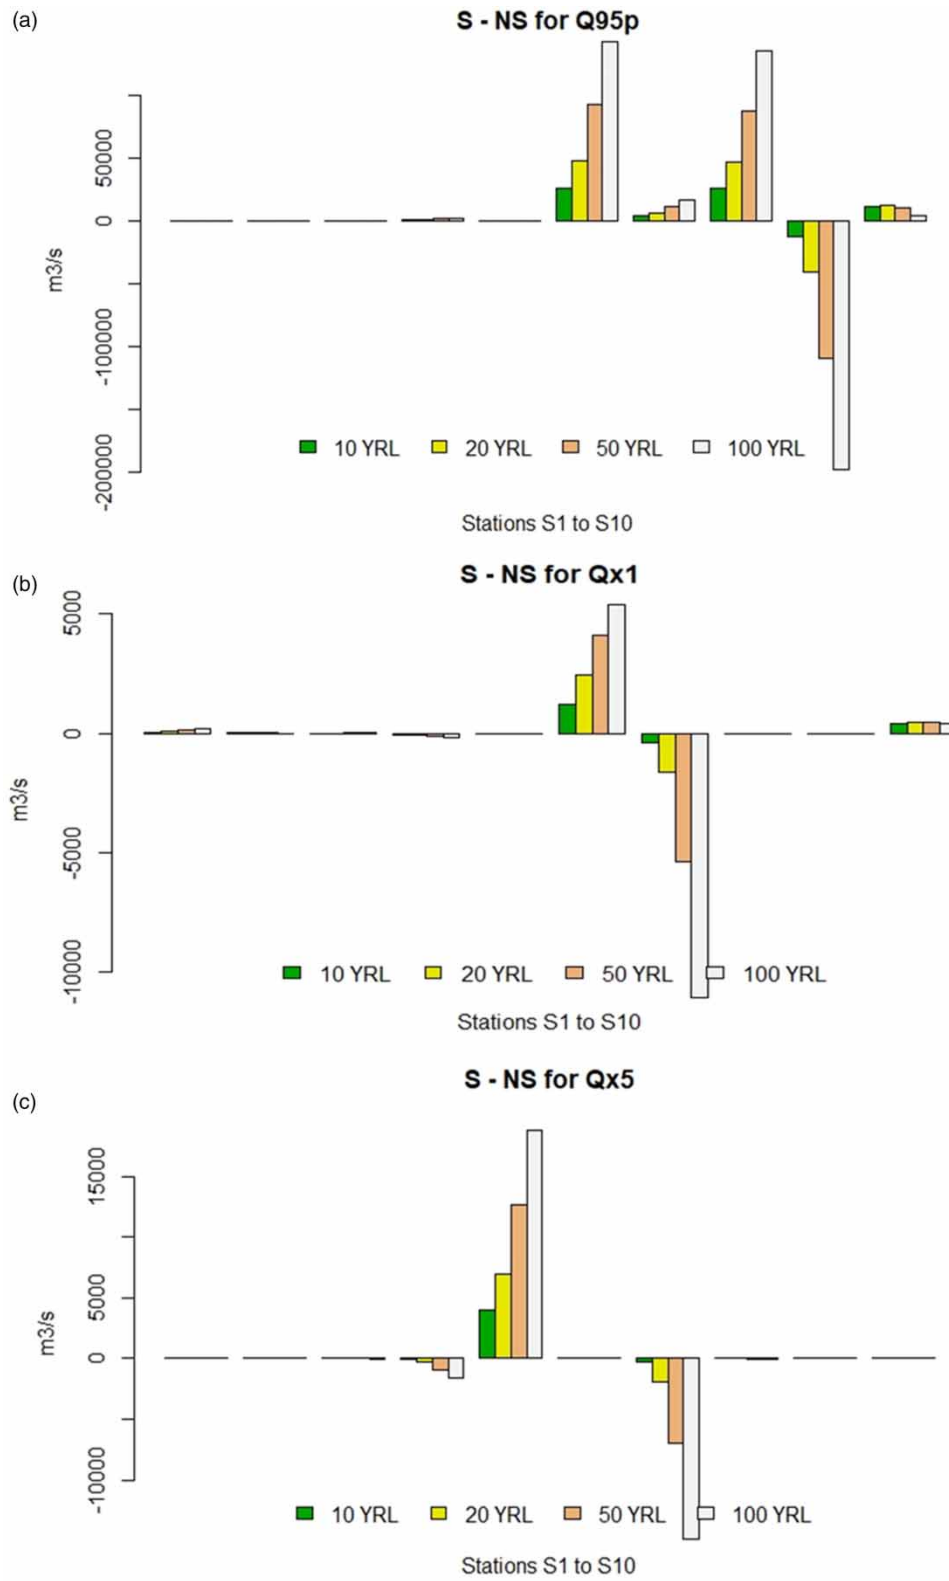 (a)
S - NS for Q95p
50000
0
-100000
-200000
m3/s
10 YRL 20 YRL 50 YRL 100 YRL
Stations S1 to S10
(b)
S - NS for Qx1
5000
0
-5000
-10000
m3/s
10 YRL 20 YRL 50 YRL 100 YRL
Stations S1 to S10
S - NS for Qx5
(c)
15000
5000
0
-10000
m3/s
10 YRL 20 YRL 50 YRL 100 YRL
Stations S1 to S10